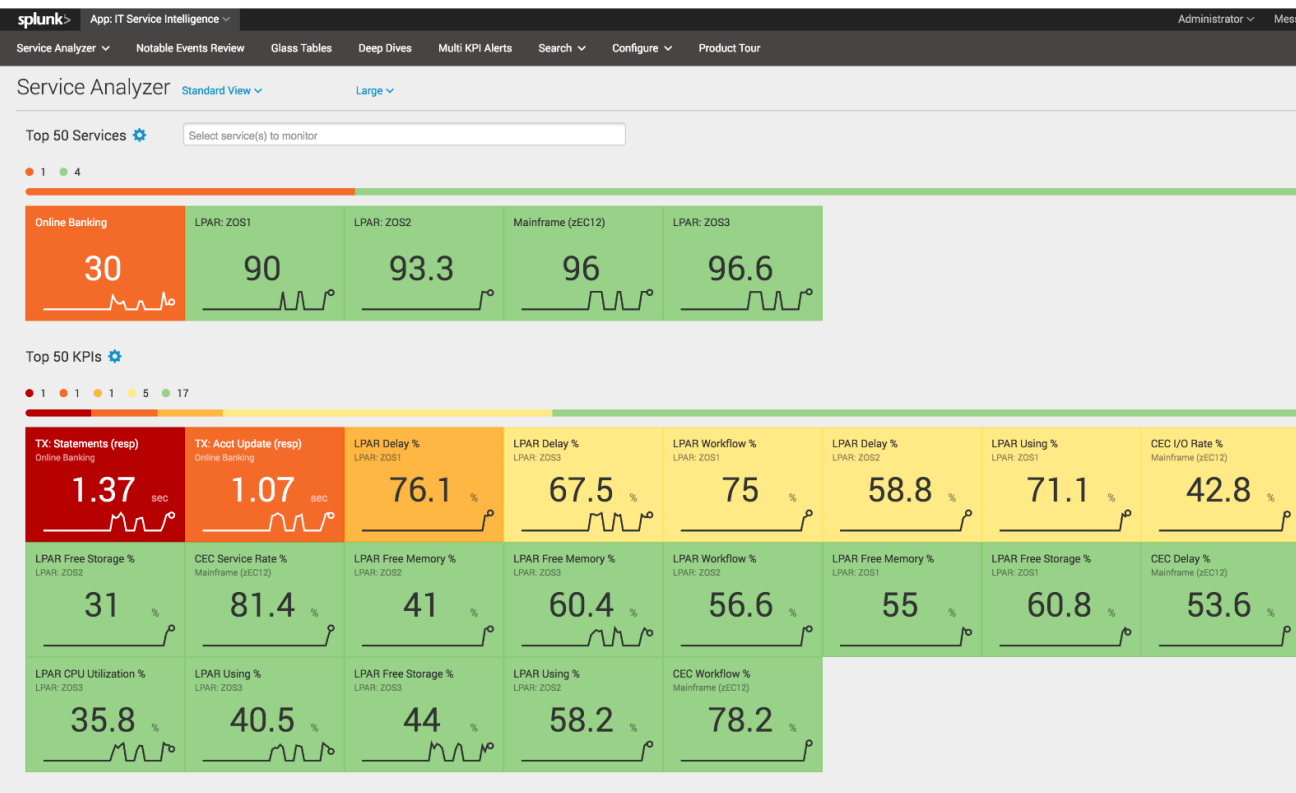 splunk> App: IT Service Intelligence Administrator Mess
Service Analyzer Notable Events Review Glass Tables Deep Dives Multi KPI Alerts Search Configure Product Tour
Service Analyzer Standard View Large
Top 50 Services Select service(s) to monitor
1 4
Online Banking LPAR: ZOS1 LPAR: ZOS2 Mainframe (zEC12) LPAR: ZOS3
30 90 93.3 96 96.6
Top 50 KPIs
1 1 1 5 17
TX: Statements (resp) TX: Acct Update (resp) LPAR Delay % LPAR Delay % LPAR Workflow % LPAR Delay % LPAR Using % CEC I/O Rate %
Online Banking Online Banking LPAR: ZOS1 LPAR: ZOS3 LPAR: ZOS1 LPAR: ZOS2 LPAR: ZOS1 Mainframe (zEC12)
1.37 sec 1.07 sec 76.1 % 67.5 % 75 % 58.8 % 71.1 % 42.8 %
LPAR Free Storage % CEC Service Rate % LPAR Free Memory % LPAR Free Memory % LPAR Workflow % LPAR Free Memory % LPAR Free Storage % CEC Delay %
LPAR: ZOS2 Mainframe (zEC12) LPAR: ZOS2 LPAR: ZOS3 LPAR: ZOS2 LPAR: ZOS1 LPAR: ZOS1 Mainframe (zEC12)
31 % 81.4 % 41 % 60.4 % 56.6 % 55 % 60.8 % 53.6 %
LPAR CPU Utilization % LPAR Using % LPAR Free Storage % LPAR Using % CEC Workflow %
LPAR: ZOS3 LPAR: ZOS3 LPAR: ZOS3 LPAR: ZOS2 Mainframe (zEC12)
35.8 % 40.5 % 44 % 58.2 % 78.2 %